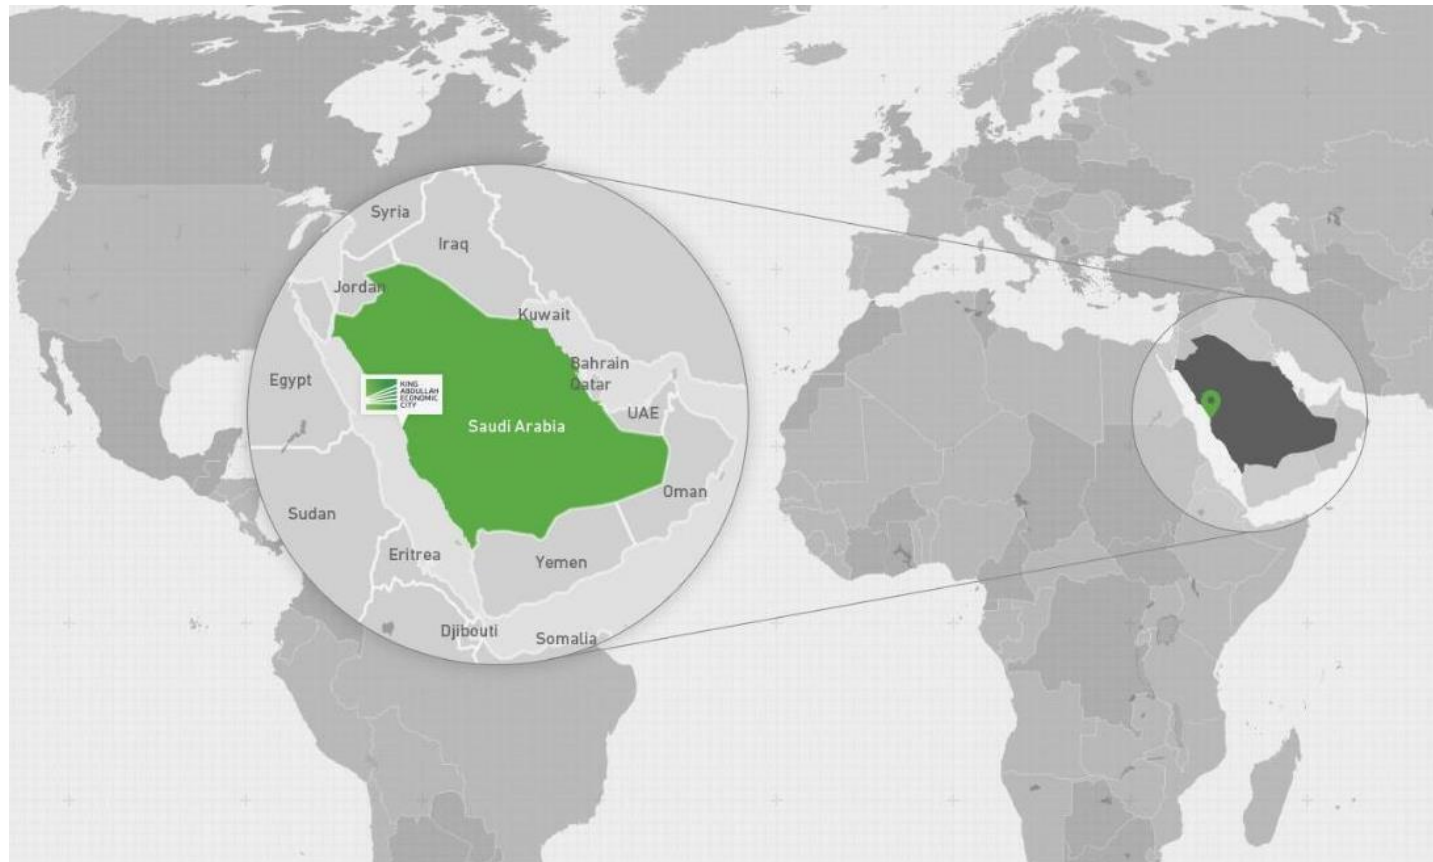 Syria
Iraq
Jordan
Kuwait
Bahrain
Qatar
Egypt
KING
ABDULLAH
ECONOMIC
CITY
UAE
Saudi Arabia
Oman
Sudan
Eritrea
Yemen
Djibouti
Somalia